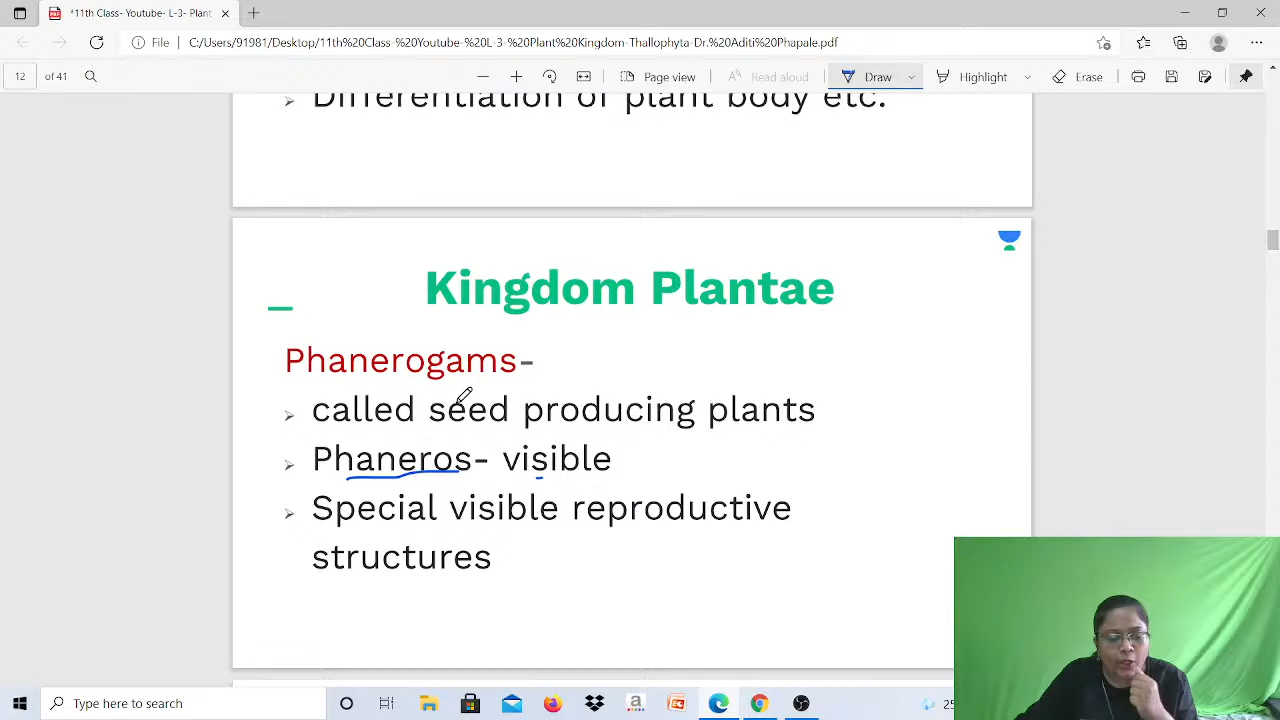 *11th Class- Youtube- L-3- Plant
File
C:/Users/91981/Desktop/11th%20Class-%20Youtube%20L-3-%20Plant%20Kingdom-Thallophyta-Dr.%20Aditi%20Phapale.pdf
12 of 41
Page view
Read aloud
Draw
Highlight
Erase
Differentiation of plant body etc.
Kingdom Plantae
Phanerogams-
called seed producing plants
Phaneros- visible
Special visible reproductive
structures
Type here to search